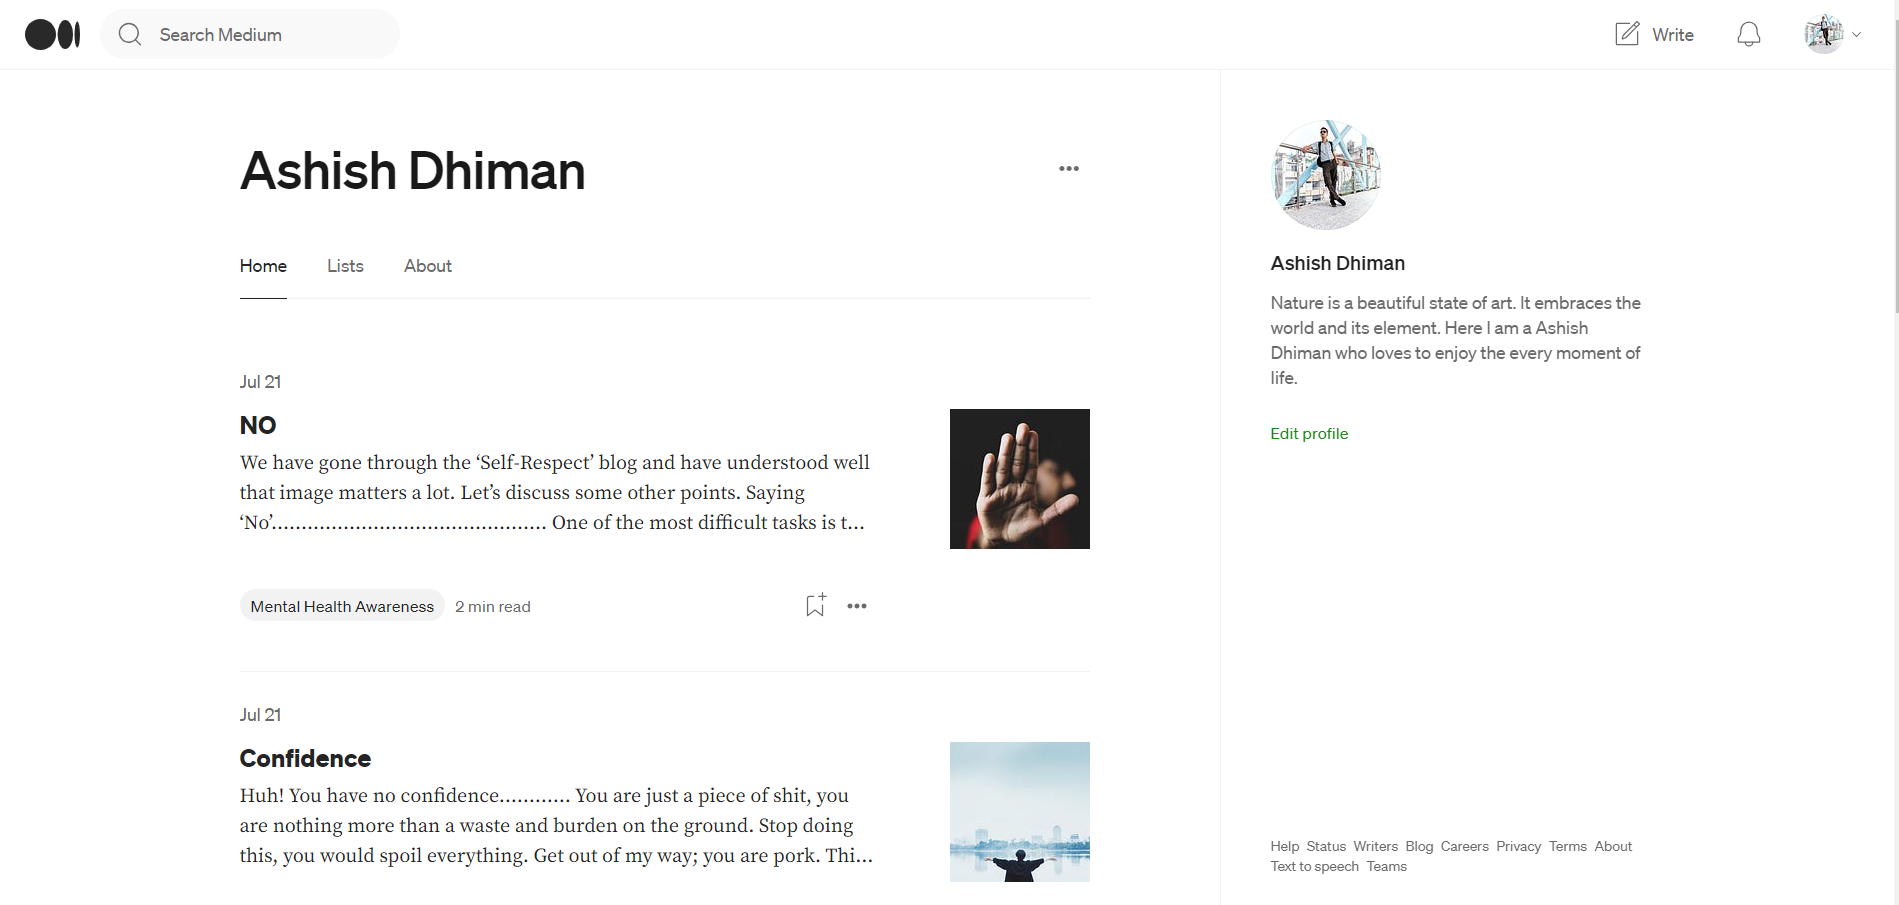 Search Medium
Write
Ashish Dhiman
Home Lists About
Jul 21
NO
We have gone through the ‘Self-Respect’ blog and have understood well
that image matters a lot. Let’s discuss some other points. Saying
‘No’.............................................. One of the most difficult tasks is t...
Mental Health Awareness 2 min read
Jul 21
Confidence
Huh! You have no confidence............ You are just a piece of shit, you
are nothing more than a waste and burden on the ground. Stop doing
this, you would spoil everything. Get out of my way; you are pork. Thi...
Ashish Dhiman
Nature is a beautiful state of art. It embraces the
world and its element. Here I am a Ashish
Dhiman who loves to enjoy the every moment of
life.
Edit profile
Help Status Writers Blog Careers Privacy Terms About
Text to speech Teams